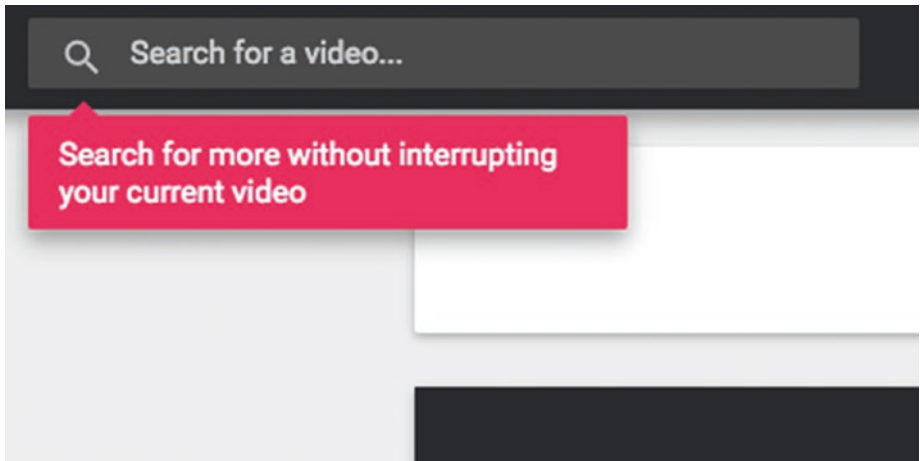 Search for a video...
Search for more without interrupting
your current video